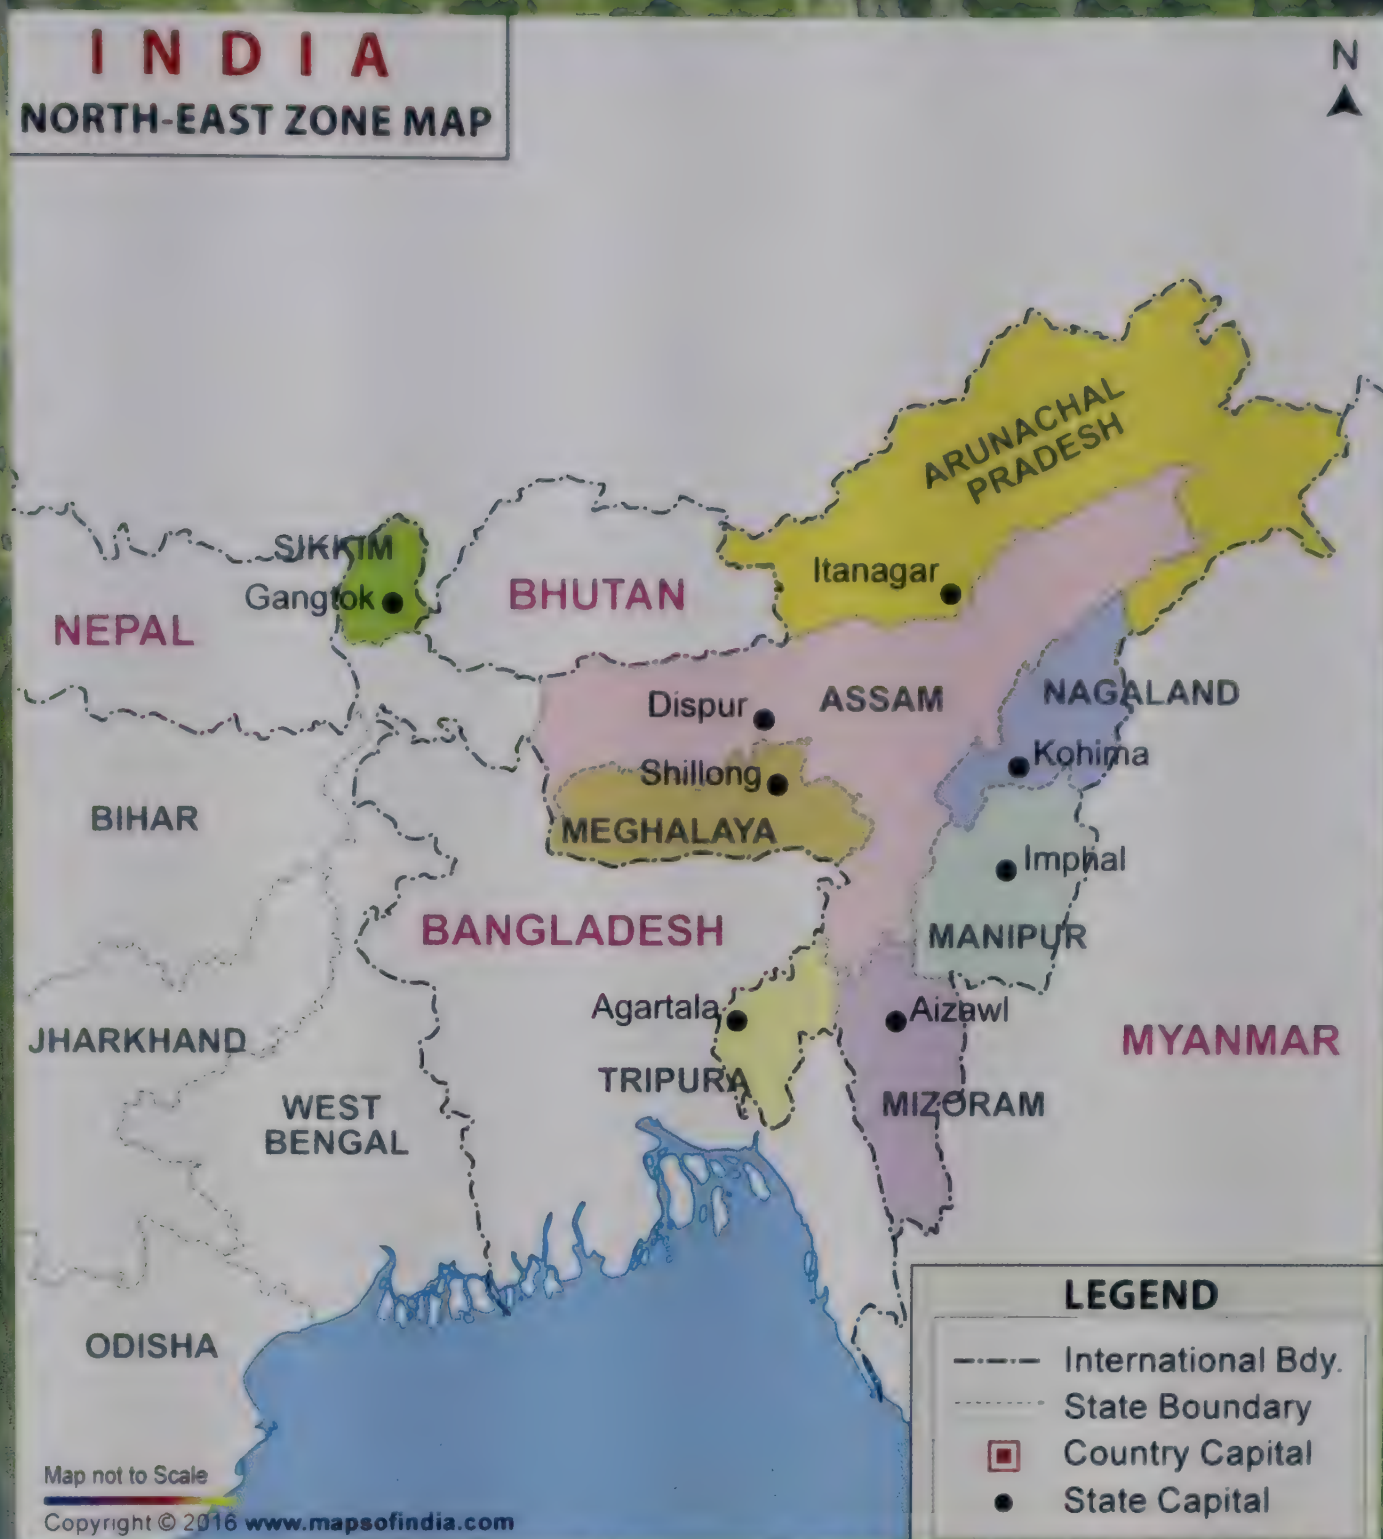 INDIA
NORTH-EAST ZONE MAP
N
ARUNACHAL
PRADESH
SIKKIM
Itanagar
Gangtok
BHUTAN
NEPAL
Dispur
ASSAM
NAGALAND
Shillong
Kohima
BIHAR
MEGHALAYA
Imphal
BANGLADESH
MANIPUR
Agartala
Aizawl
JHARKHAND
MYANMAR
TRIPURA
MIZORAM
WEST
BENGAL
ODISHA
LEGEND
International Bdy.
State Boundary
Country Capital
State Capital
Map not to Scale
Copyright © 2016 www.mapsofindia.com